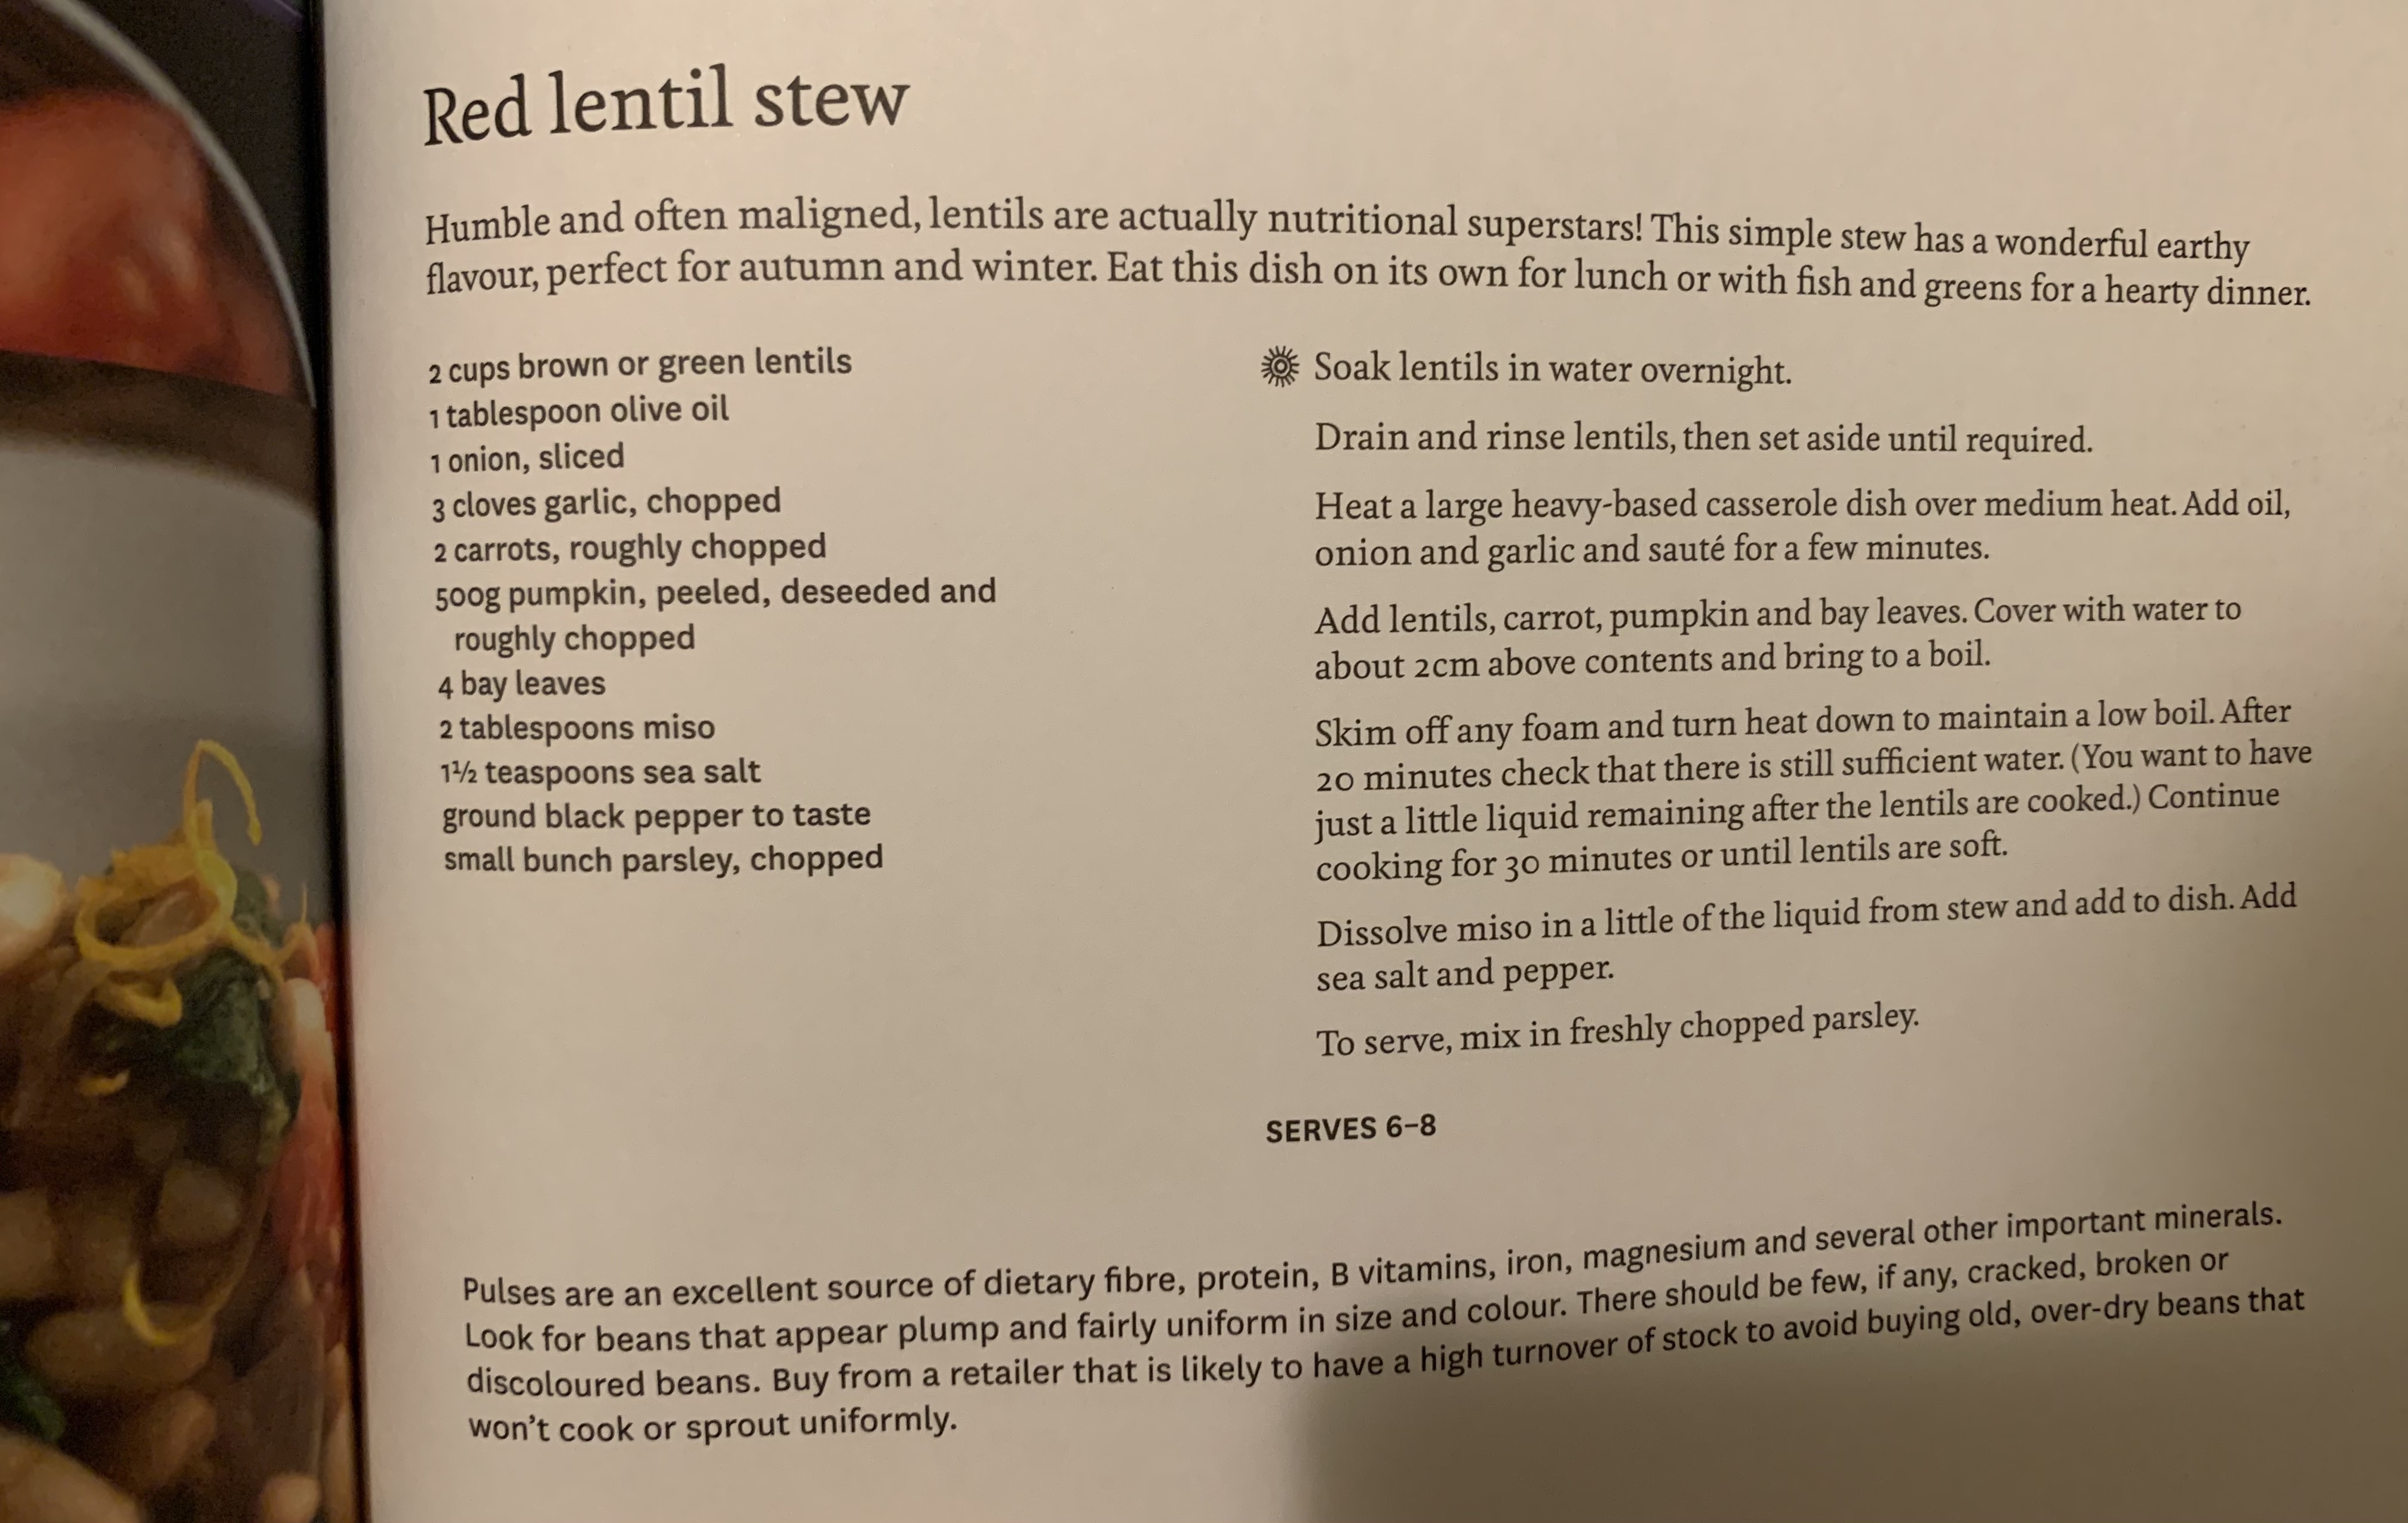 Red lentil stew
Humble and often maligned, lentils are actually nutritional superstars! This simple stew has a wonderful earthy
flavour, perfect for autumn and winter. Eat this dish on its own for lunch or with fish and greens for a hearty dinner.
2 cups brown or green lentils
1 tablespoon olive oil
1 onion, sliced
3 cloves garlic, chopped
2 carrots, roughly chopped
500g pumpkin, peeled, deseeded and
roughly chopped
4 bay leaves
2 tablespoons miso
1½ teaspoons sea salt
ground black pepper to taste
small bunch parsley, chopped
Soak lentils in water overnight.
Drain and rinse lentils, then set aside until required.
Heat a large heavy-based casserole dish over medium heat. Add oil,
onion and garlic and sauté for a few minutes.
Add lentils, carrot, pumpkin and bay leaves. Cover with water to
about 2cm above contents and bring to a boil.
Skim off any foam and turn heat down to maintain a low boil. After
20 minutes check that there is still sufficient water. (You want to have
just a little liquid remaining after the lentils are cooked.) Continue
cooking for 30 minutes or until lentils are soft.
Dissolve miso in a little of the liquid from stew and add to dish. Add
sea salt and pepper.
To serve, mix in freshly chopped parsley.
SERVES 6–8
Pulses are an excellent source of dietary fibre, protein, B vitamins, iron, magnesium and several other important minerals.
Look for beans that appear plump and fairly uniform in size and colour. There should be few, if any, cracked, broken or
discoloured beans. Buy from a retailer that is likely to have a high turnover of stock to avoid buying old, over-dry beans that
won't cook or sprout uniformly.